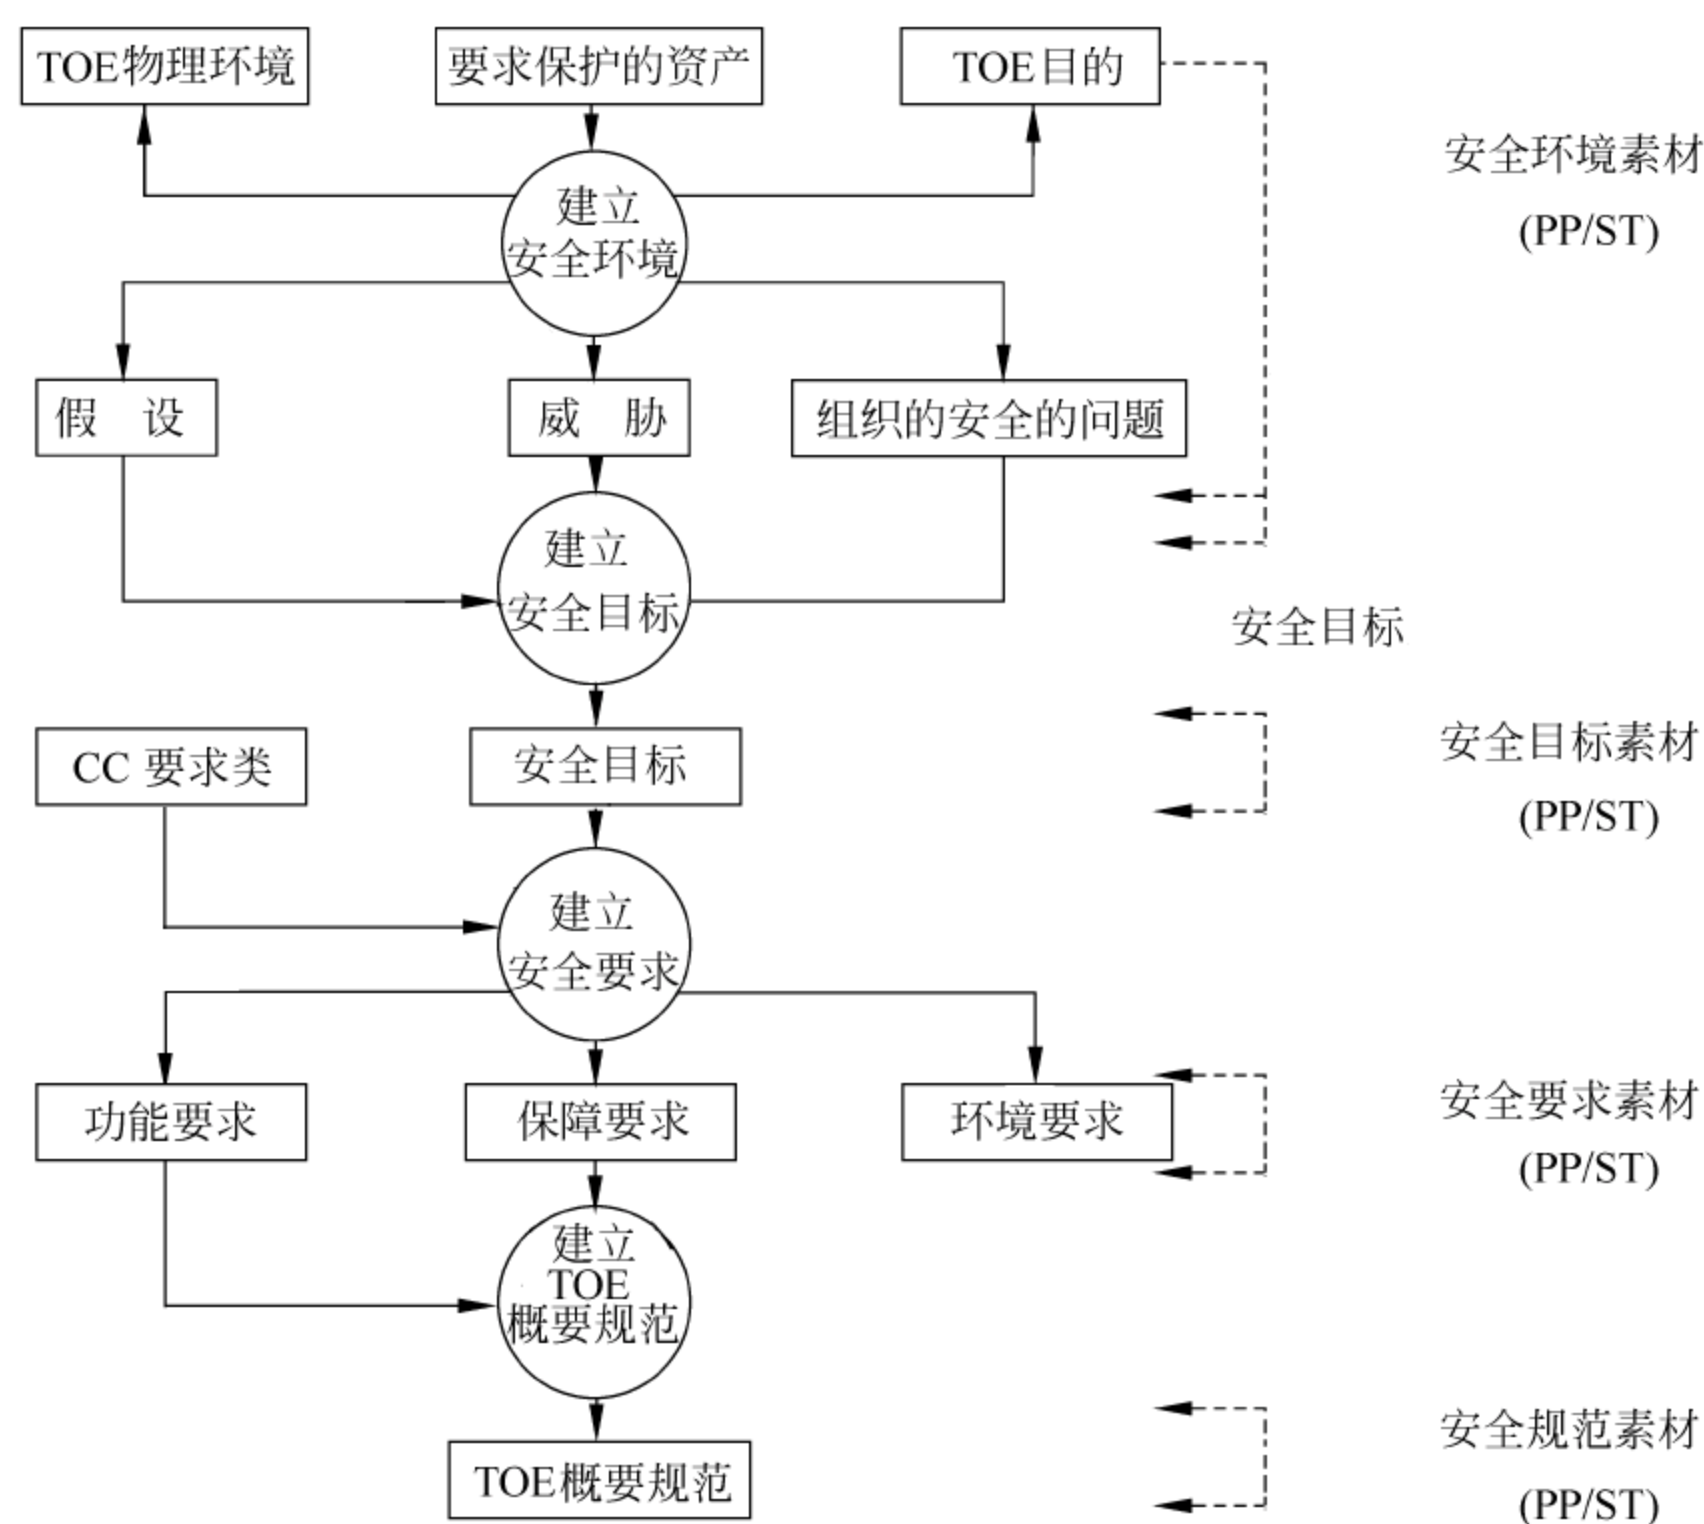 TOE物理环境
要求保护的资产
TOE目的
安全环境素材
(PP/ST)
建立
安全环境
假 设
威 胁
组织的安全的问题
建立
安全目标
安全目标
CC 要求类
安全目标
安全目标素材
(PP/ST)
建立
安全要求
功能要求
保障要求
环境要求
安全要求素材
(PP/ST)
建立
TOE
概要规范
TOE概要规范
安全规范素材
(PP/ST)